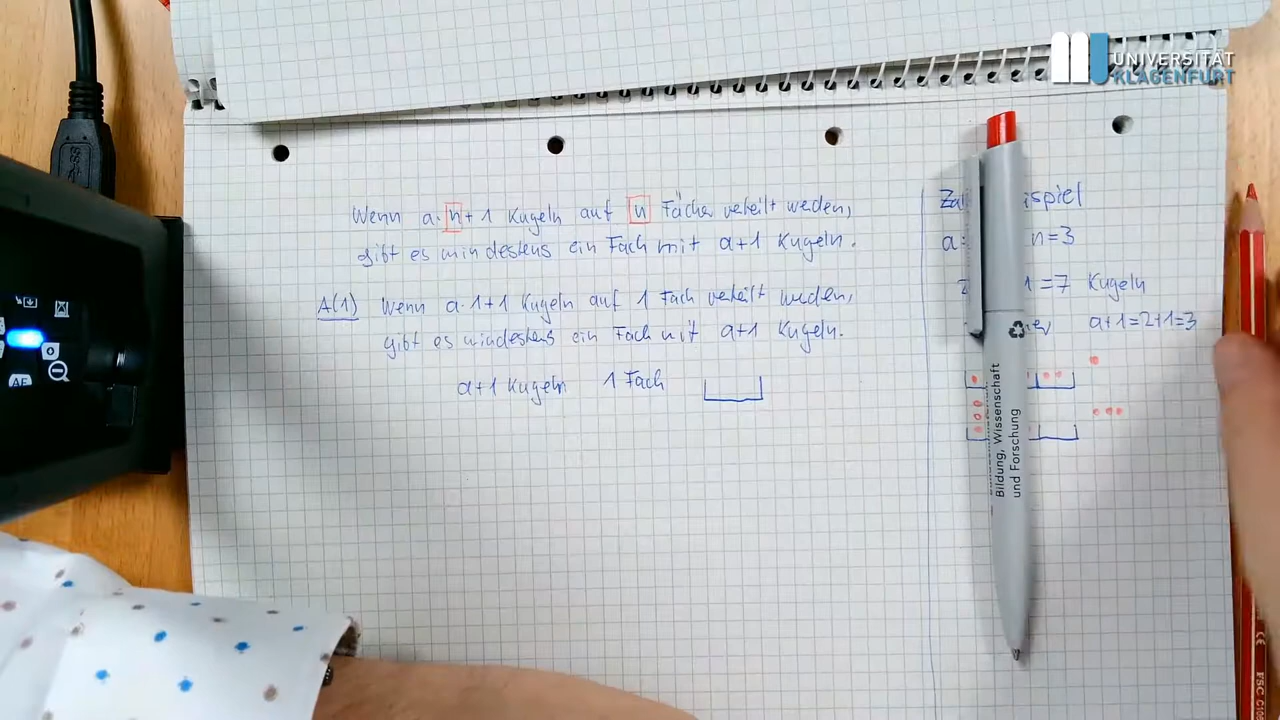 UNIVERSITÄT
KLAGENFURT
Wenn a·n+1 Kugeln auf n Fächer verteilt werden,
gibt es mindestens ein Fach mit a+1 Kugeln.
A(1) Wenn a·1+1 Kugeln auf 1 Fach verteilt werden,
gibt es mindestens ein Fach mit a+1 Kugeln.
a+1 Kugeln 1 Fach
n=3
1=7 Kugeln
a+1=2+1=3
Bildung, Wissenschaft
und Forschung
AF